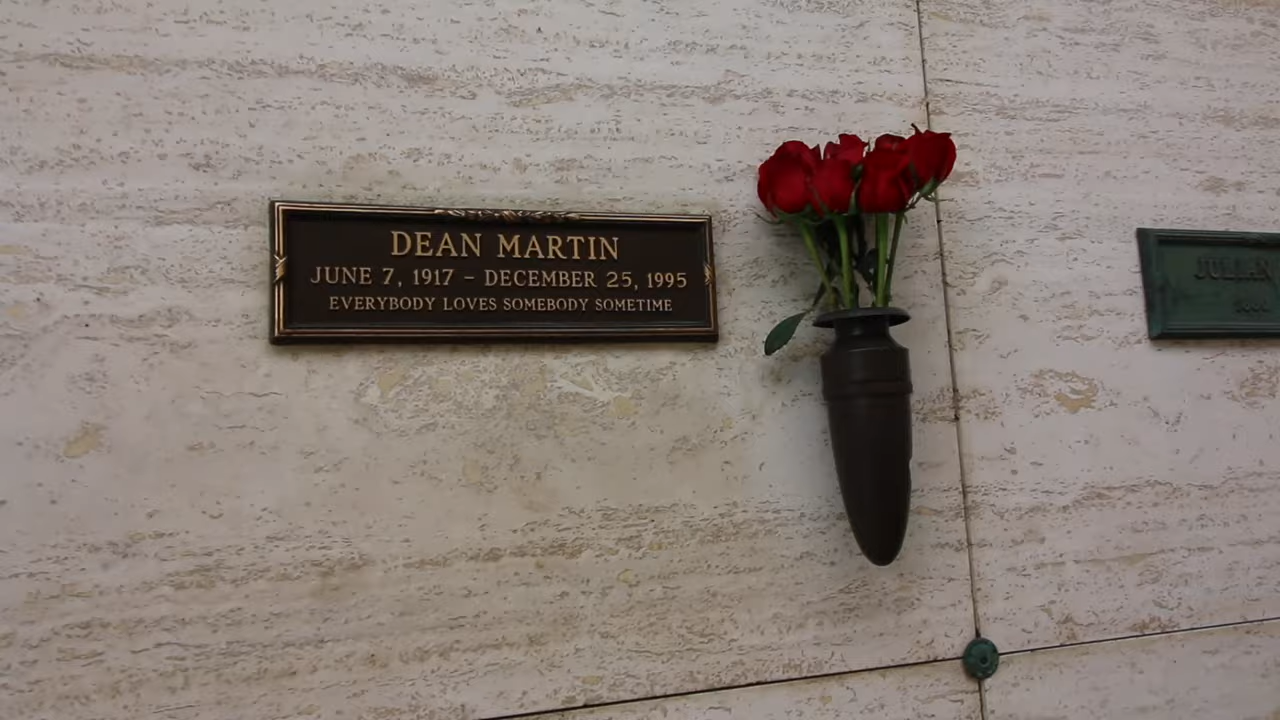 DEAN MARTIN
JUNE 7, 1917 – DECEMBER 25, 1995
EVERYBODY LOVES SOMEBODY SOMETIME